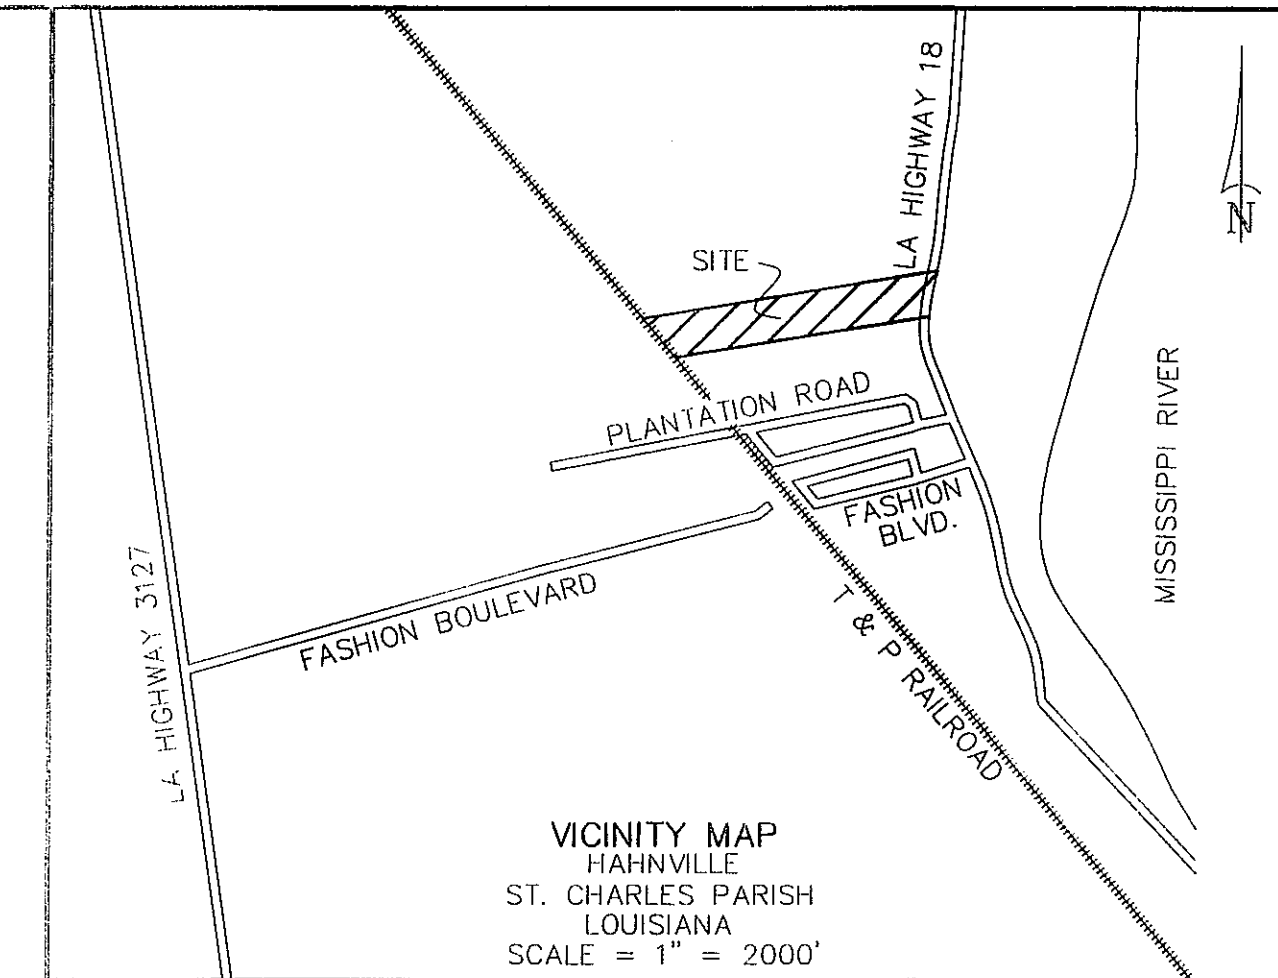 LA HIGHWAY 18
N
SITE
PLANTATION ROAD
MISSISSIPPI RIVER
FASHION
BLVD.
LA HIGHWAY 3127
FASHION BOULEVARD
T & P RAILROAD
VICINITY MAP
HAHNVILLE
ST. CHARLES PARISH
LOUISIANA
SCALE = 1" = 2000'